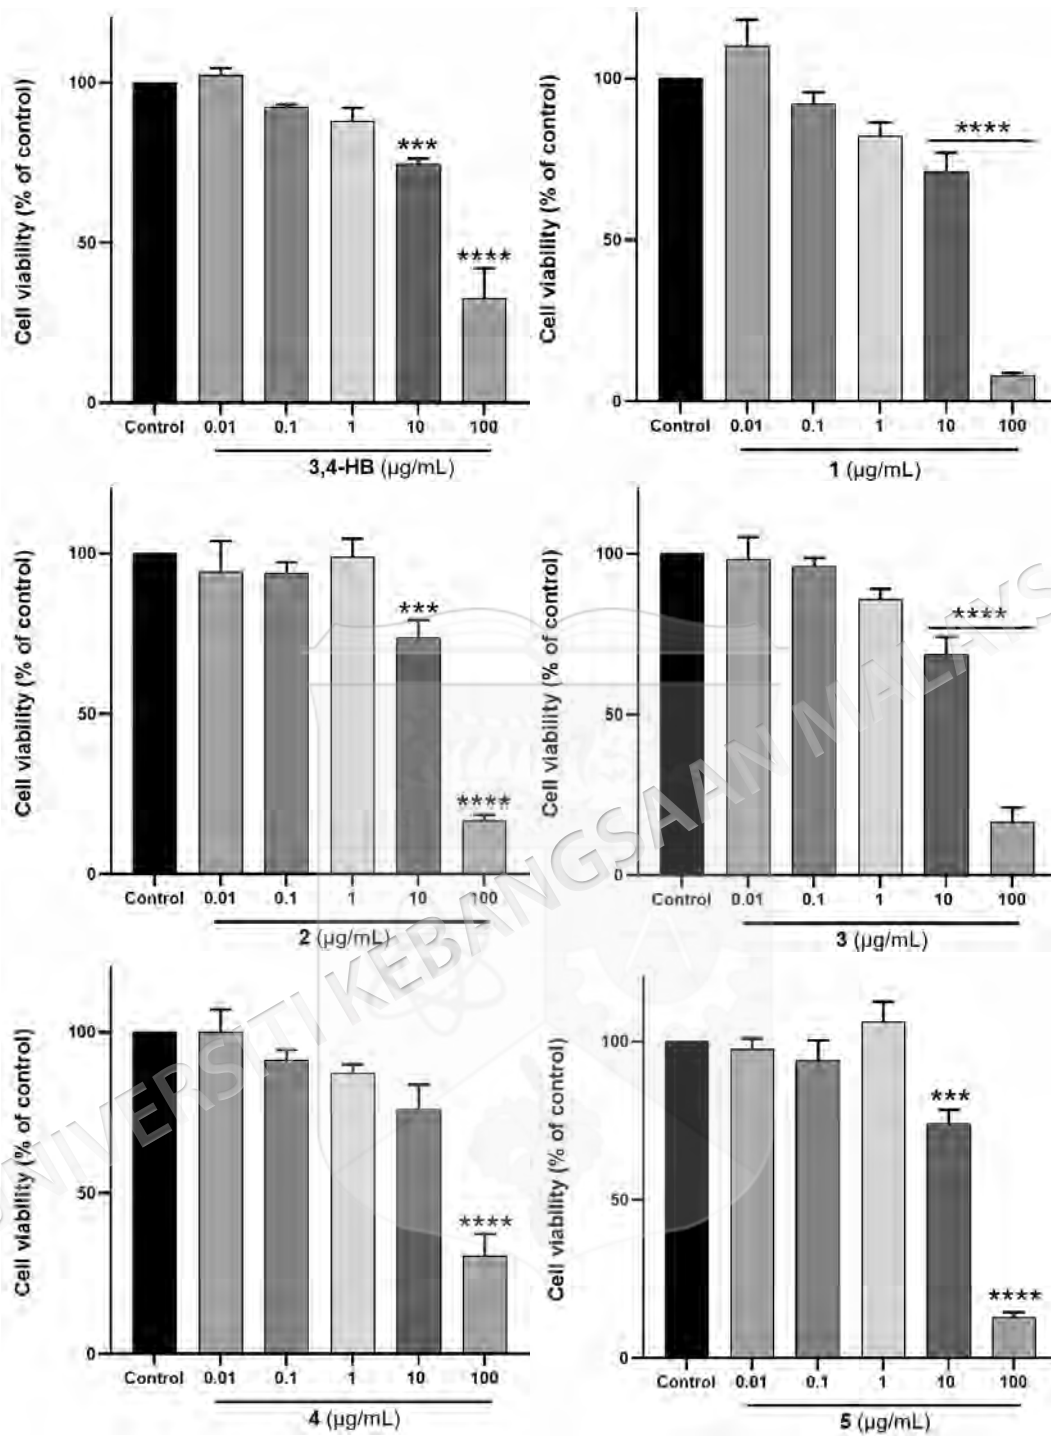 Cell viability (% of control)
100
50
0
***
****
Control 0.01 0.1 1 10 100
3,4-HB (µg/mL)
Cell viability (% of control)
100
50
0
****
Control 0.01 0.1 1 10 100
1 (µg/mL)
Cell viability (% of control)
100
50
0
***
****
Control 0.01 0.1 1 10 100
2 (µg/mL)
Cell viability (% of control)
100
50
0
****
Control 0.01 0.1 1 10 100
3 (µg/mL)
Cell viability (% of control)
100
50
0
****
Control 0.01 0.1 1 10 100
4 (µg/mL)
Cell viability (% of control)
100
50
0
***
****
Control 0.01 0.1 1 10 100
5 (µg/mL)
NIVERSITI KEBANGSAAN MALAYS